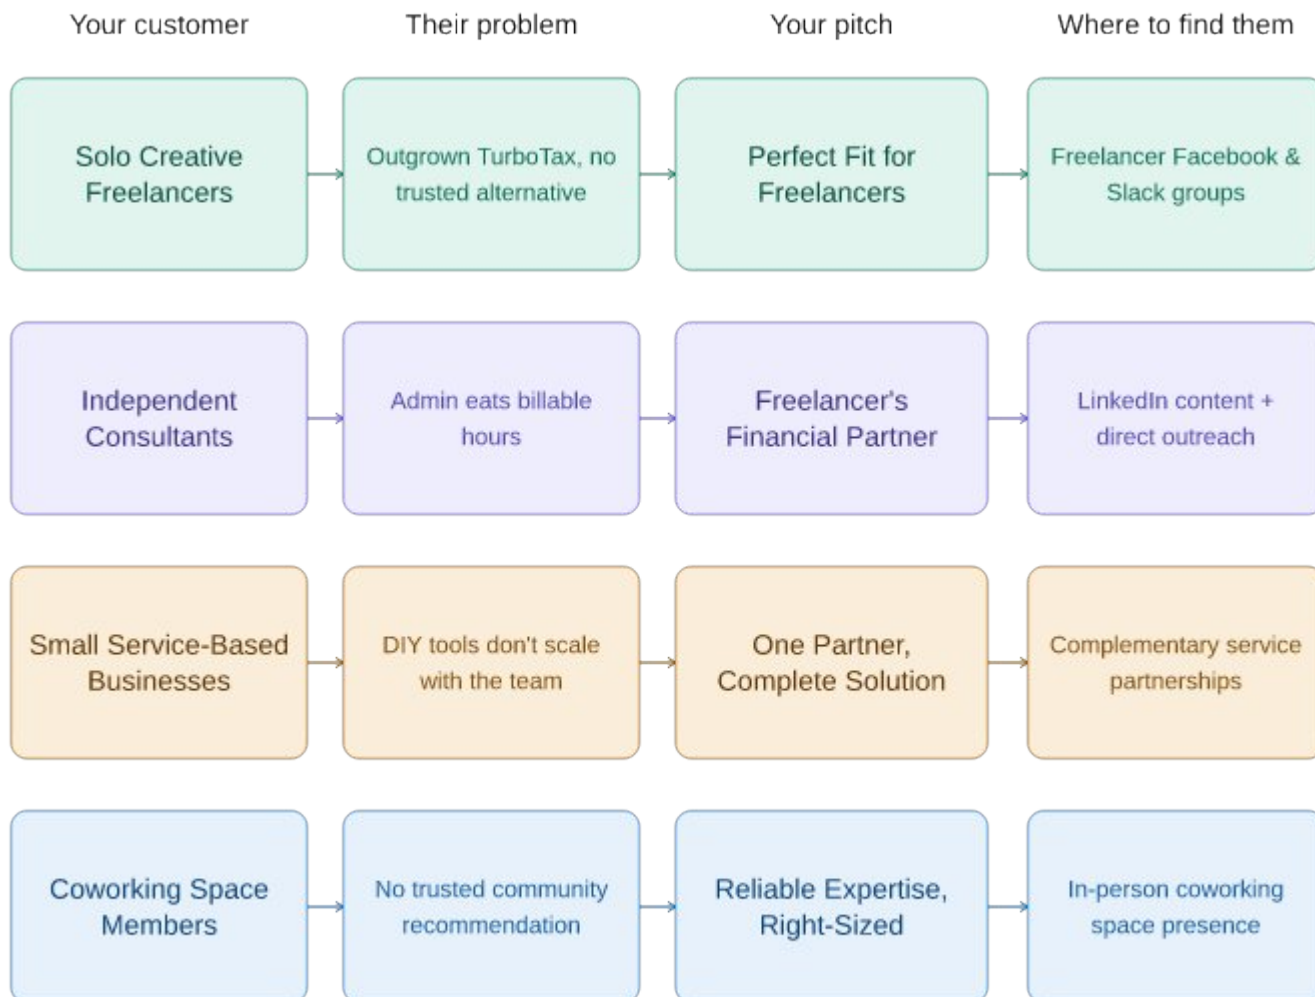 Your customer
Their problem
Your pitch
Where to find them
Solo Creative
Freelancers
Outgrown TurboTax, no
trusted alternative
Perfect Fit for
Freelancers
Freelancer Facebook &
Slack groups
Independent
Consultants
Admin eats billable
hours
Freelancer's
Financial Partner
LinkedIn content +
direct outreach
Small Service-Based
Businesses
DIY tools don't scale
with the team
One Partner,
Complete Solution
Complementary service
partnerships
Coworking Space
Members
No trusted community
recommendation
Reliable Expertise,
Right-Sized
In-person coworking
space presence